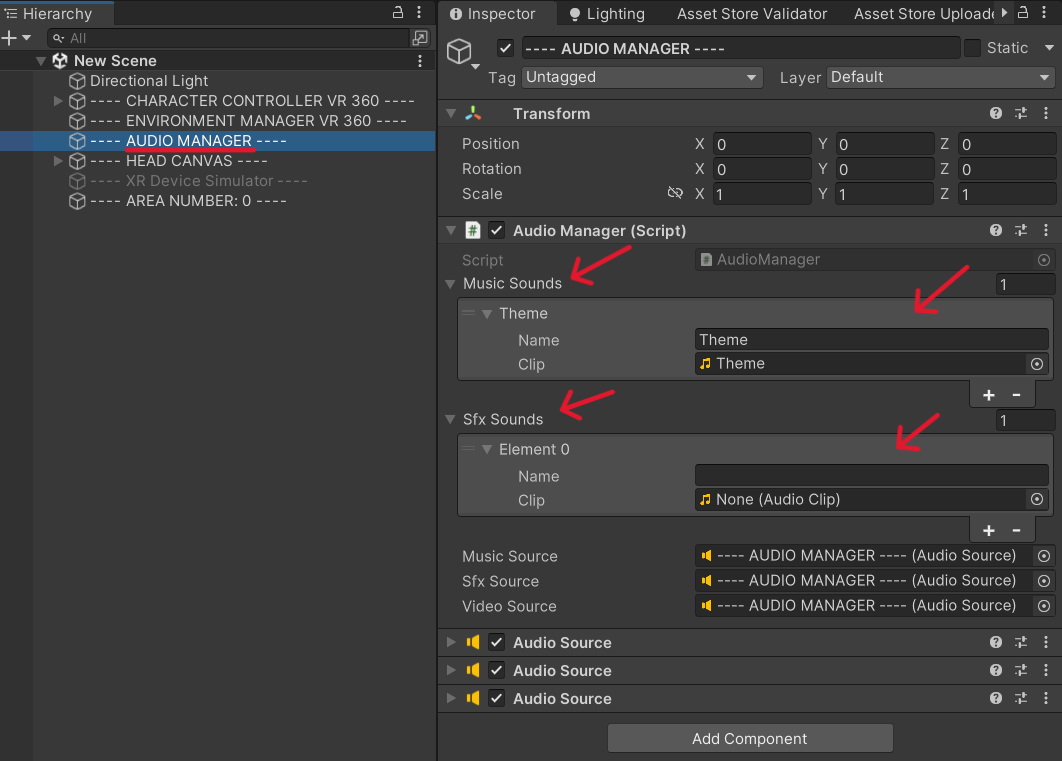 Hierarchy
All
New Scene
Directional Light
---- CHARACTER CONTROLLER VR 360 ----
---- ENVIRONMENT MANAGER VR 360 ----
---- AUDIO MANAGER ----
---- HEAD CANVAS ----
---- XR Device Simulator ----
---- AREA NUMBER: 0 ----
Inspector Lighting Asset Store Validator Asset Store Uploade
---- AUDIO MANAGER ---- Static
Tag Untagged Layer Default
Transform
Position X 0 Y 0 Z 0
Rotation X 0 Y 0 Z 0
Scale X 1 Y 1 Z 1
# Audio Manager (Script)
Script # AudioManager
Music Sounds 1
Theme
Name Theme
Clip Theme
+ -
Sfx Sounds 1
Element 0
Name
Clip None (Audio Clip)
+ -
Music Source ---- AUDIO MANAGER ---- (Audio Source)
Sfx Source ---- AUDIO MANAGER ---- (Audio Source)
Video Source ---- AUDIO MANAGER ---- (Audio Source)
Audio Source
Audio Source
Audio Source
Add Component